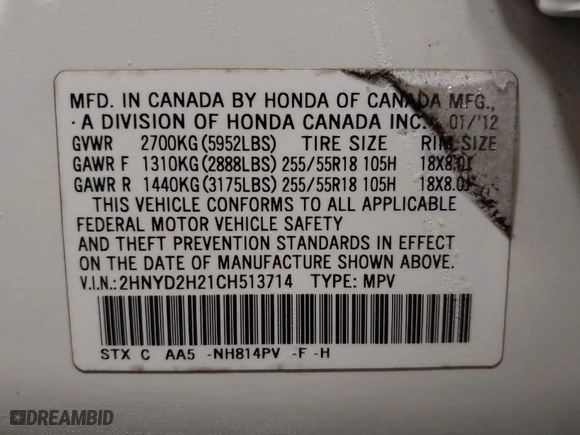 MFD. IN CANADA BY HONDA OF CANADA MFG.,
·A DIVISION OF HONDA CANADA INC. 01/'12
GVWR 2700KG(5952LBS) TIRE SIZE RIM SIZE
GAWR F 1310KG(2888LBS) 255/55R18 105H 18X8.0J
GAWR R 1440KG(3175LBS) 255/55R18 105H 18X8.0J
THIS VEHICLE CONFORMS TO ALL APPLICABLE
FEDERAL MOTOR VEHICLE SAFETY
AND THEFT PREVENTION STANDARDS IN EFFECT
ON THE DATE OF MANUFACTURE SHOWN ABOVE.
V.I.N.:2HNYD2H21CH513714 TYPE: MPV
STX C AA5 -NH814PV -F -H
DREAMBID